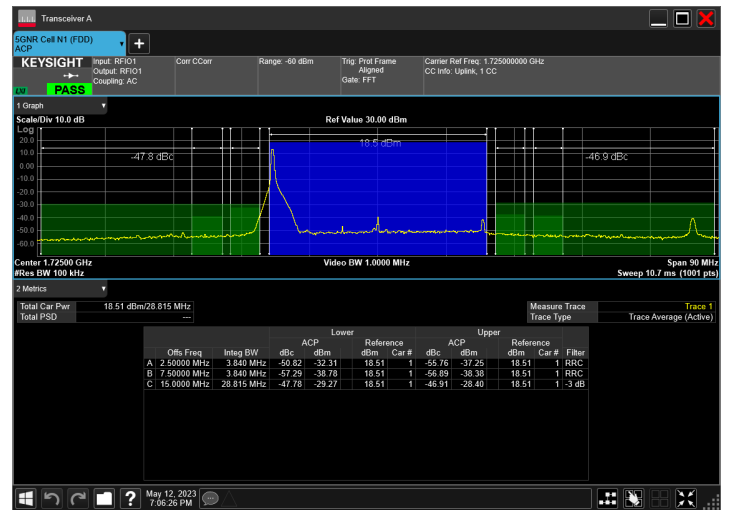 Transceiver A
5GNR Cell N1 (FDD)
ACP
KEYSIGHT
LXI
PASS
Input: RFIO1
Output: RFIO1
Coupling: AC
Corr CCorr
Range: -60 dBm
Trig: Prot Frame
Aligned
Gate: FFT
Carrier Ref Freq: 1.725000000 GHz
CC Info: Uplink, 1 CC
1 Graph
Scale/Div 10.0 dB
Ref Value 30.00 dBm
Log
20.0
10.0
0.00
-10.0
-20.0
-30.0
-40.0
-50.0
-60.0
-47.8 dBc
18.5 dBm
-46.9 dBc
Center 1.72500 GHz
Video BW 1.0000 MHz
Span 90 MHz
#Res BW 100 kHz
Sweep 10.7 ms (1001 pts)
2 Metrics
Total Car Pwr 18.51 dBm/28.815 MHz
Total PSD ---
Measure Trace Trace 1
Trace Type Trace Average (Active)
Lower Upper
ACP Reference ACP Reference
Offs Freq Integ BW dBc dBm dBm Car # dBc dBm dBm Car # Filter
A 2.50000 MHz 3.840 MHz -50.82 -32.31 18.51 1 -55.76 -37.25 18.51 1 RRC
B 7.50000 MHz 3.840 MHz -57.29 -38.78 18.51 1 -56.89 -38.38 18.51 1 RRC
C 15.0000 MHz 28.815 MHz -47.78 -29.27 18.51 1 -46.91 -28.40 18.51 1 -3 dB
May 12, 2023
7:06:26 PM